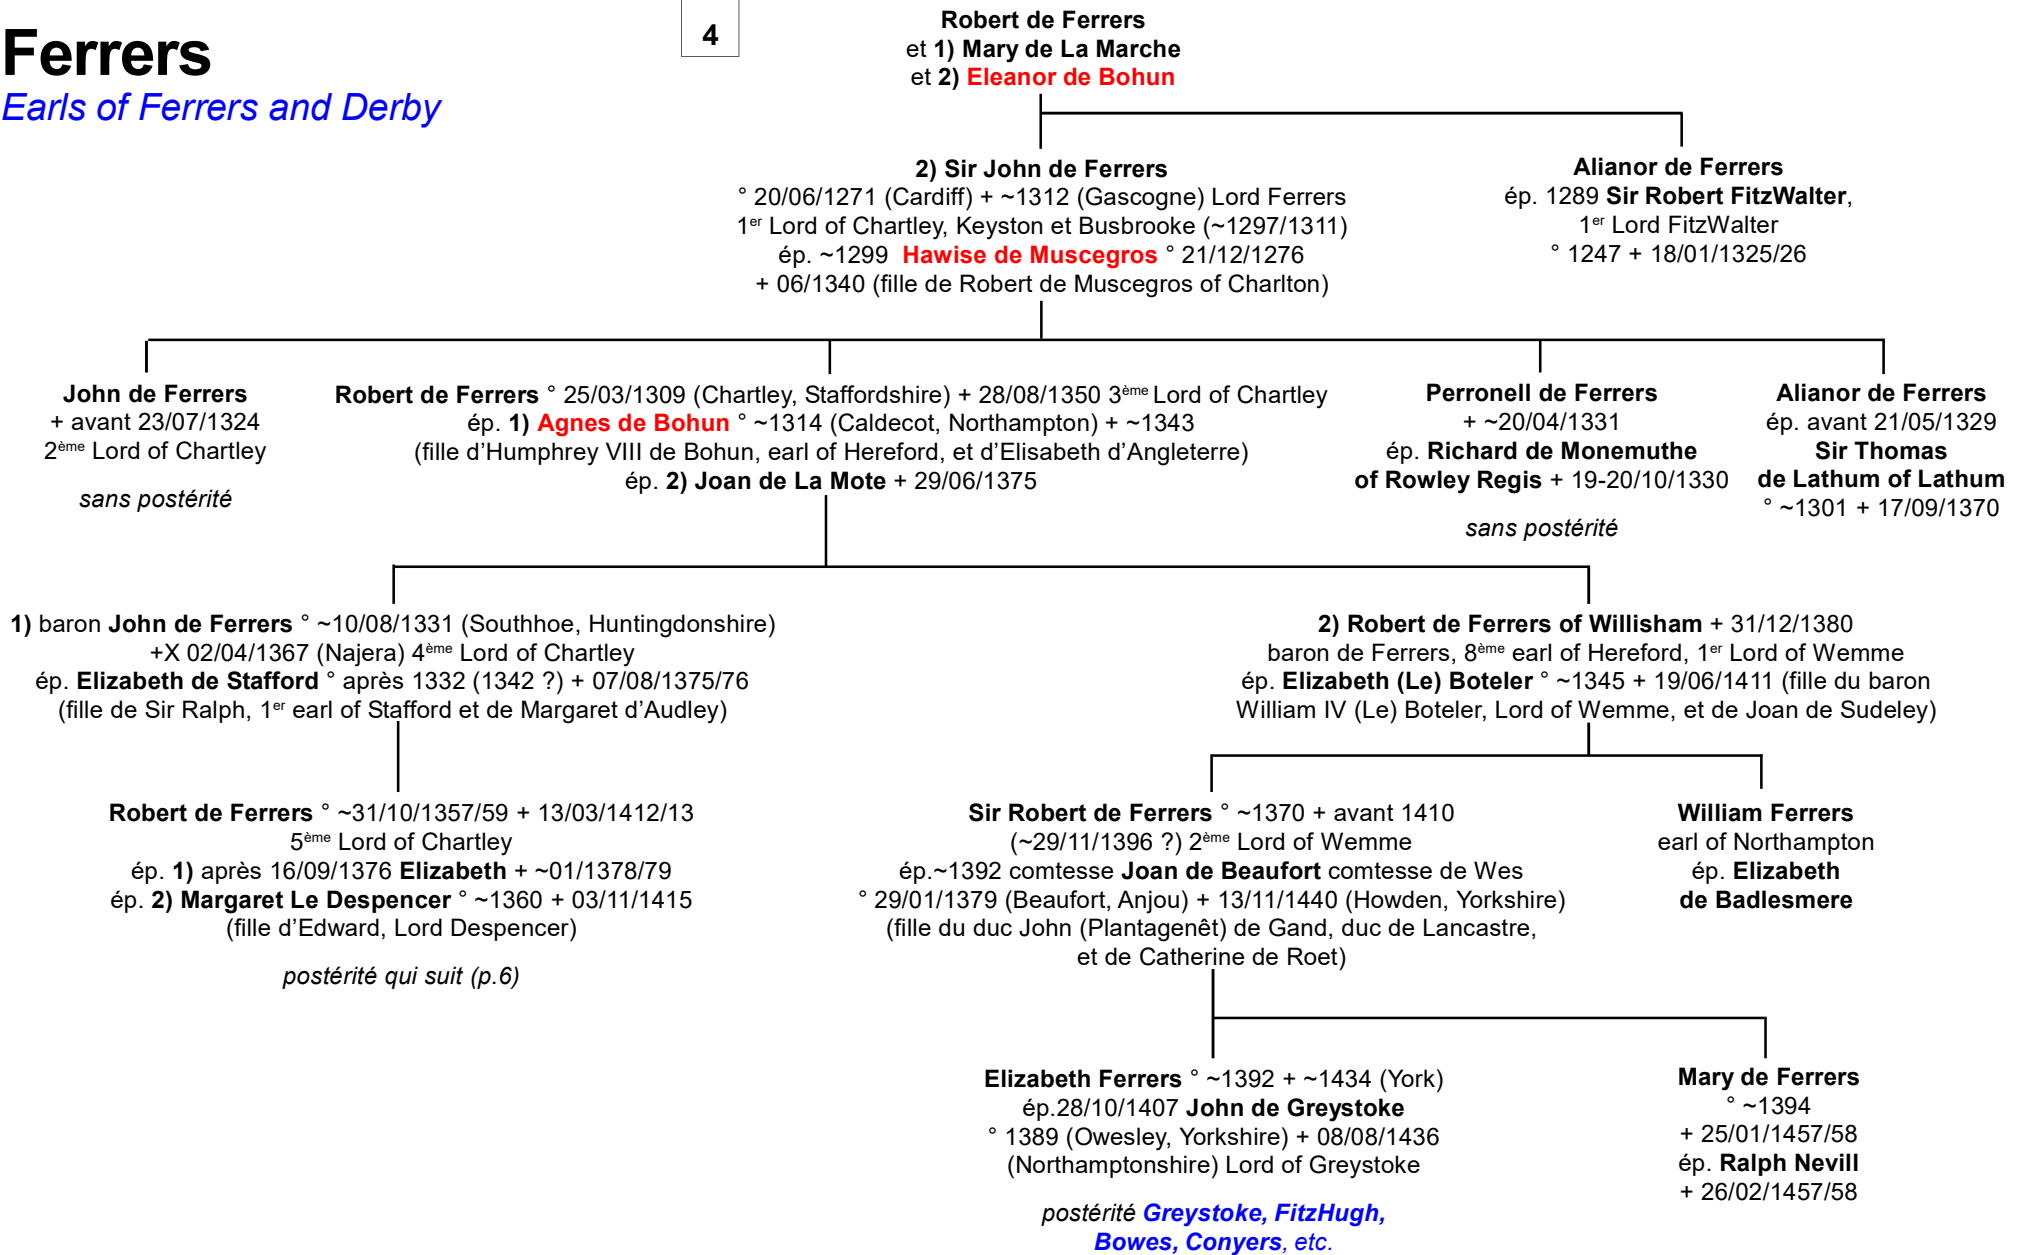 Ferrers
Earls of Ferrers and Derby
4
Robert de Ferrers
et 1) Mary de La Marche
et 2) Eleanor de Bohun
2) Sir John de Ferrers
° 20/06/1271 (Cardiff) + ~1312 (Gascogne) Lord Ferrers
1er Lord of Chartley, Keyston et Busbrooke (~1297/1311)
ép. ~1299 Hawise de Muscegros ° 21/12/1276
+ 06/1340 (fille de Robert de Muscegros of Charlton)
Alianor de Ferrers
ép. 1289 Sir Robert FitzWalter,
1er Lord FitzWalter
° 1247 + 18/01/1325/26
John de Ferrers
+ avant 23/07/1324
2ème Lord of Chartley
sans postérité
Robert de Ferrers ° 25/03/1309 (Chartley, Staffordshire) + 28/08/1350 3ème Lord of Chartley
ép. 1) Agnes de Bohun ° ~1314 (Caldecot, Northampton) + ~1343
(fille d'Humphrey VIII de Bohun, earl of Hereford, et d'Elisabeth d'Angleterre)
ép. 2) Joan de La Mote + 29/06/1375
Perronell de Ferrers
+ ~20/04/1331
ép. Richard de Monemuthe
of Rowley Regis + 19-20/10/1330
sans postérité
Alianor de Ferrers
ép. avant 21/05/1329
Sir Thomas
de Lathum of Lathum
° ~1301 + 17/09/1370
1) baron John de Ferrers ° ~10/08/1331 (Southhoe, Huntingdonshire)
+X 02/04/1367 (Najera) 4ème Lord of Chartley
ép. Elizabeth de Stafford ° après 1332 (1342 ?) + 07/08/1375/76
(fille de Sir Ralph, 1er earl of Stafford et de Margaret d'Audley)
2) Robert de Ferrers of Willisham + 31/12/1380
baron de Ferrers, 8ème earl of Hereford, 1er Lord of Wemme
ép. Elizabeth (Le) Boteler ° ~1345 + 19/06/1411 (fille du baron
William IV (Le) Boteler, Lord of Wemme, et de Joan de Sudeley)
Robert de Ferrers ° ~31/10/1357/59 + 13/03/1412/13
5ème Lord of Chartley
ép. 1) après 16/09/1376 Elizabeth + ~01/1378/79
ép. 2) Margaret Le Despencer ° ~1360 + 03/11/1415
(fille d'Edward, Lord Despencer)
postérité qui suit (p.6)
Sir Robert de Ferrers ° ~1370 + avant 1410
(~29/11/1396 ?) 2ème Lord of Wemme
ép.~1392 comtesse Joan de Beaufort comtesse de Wes
° 29/01/1379 (Beaufort, Anjou) + 13/11/1440 (Howden, Yorkshire)
(fille du duc John (Plantagenêt) de Gand, duc de Lancastre,
et de Catherine de Roet)
William Ferrers
earl of Northampton
ép. Elizabeth
de Badlesmere
Elizabeth Ferrers ° ~1392 + ~1434 (York)
ép.28/10/1407 John de Greystoke
° 1389 (Owesley, Yorkshire) + 08/08/1436
(Northamptonshire) Lord of Greystoke
postérité Greystoke, FitzHugh,
Bowes, Conyers, etc.
Mary de Ferrers
° ~1394
+ 25/01/1457/58
ép. Ralph Nevill
+ 26/02/1457/58